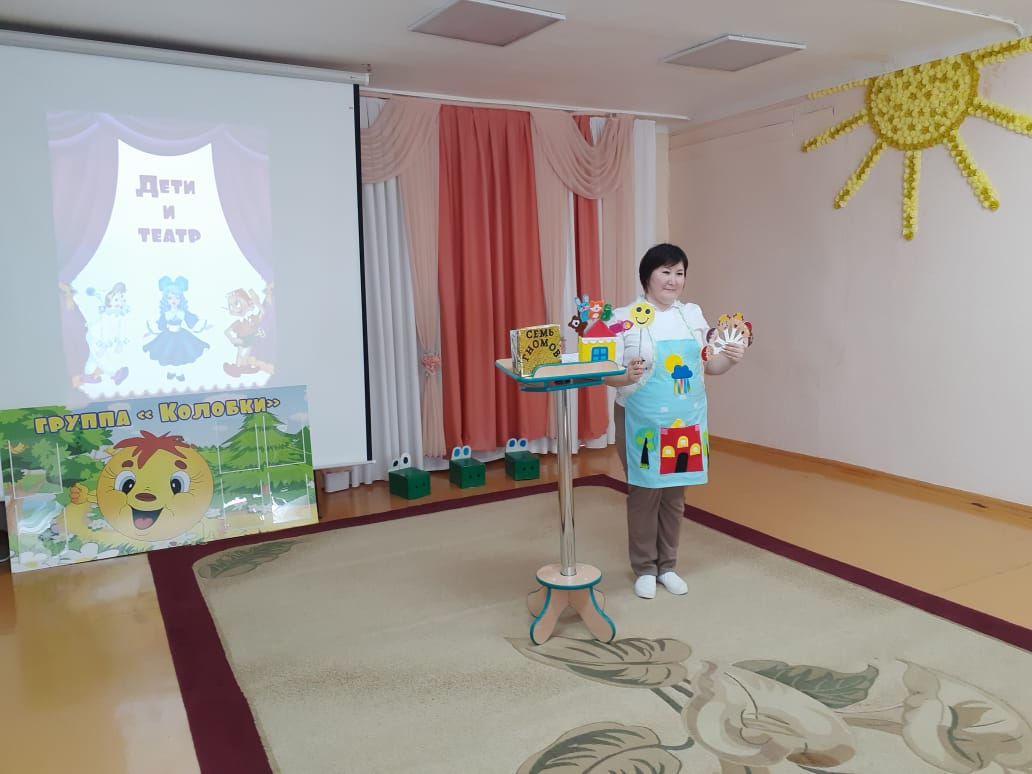 Дети
и
театр
группа « Колобки»
СЕМЬ
ГНОМОВ